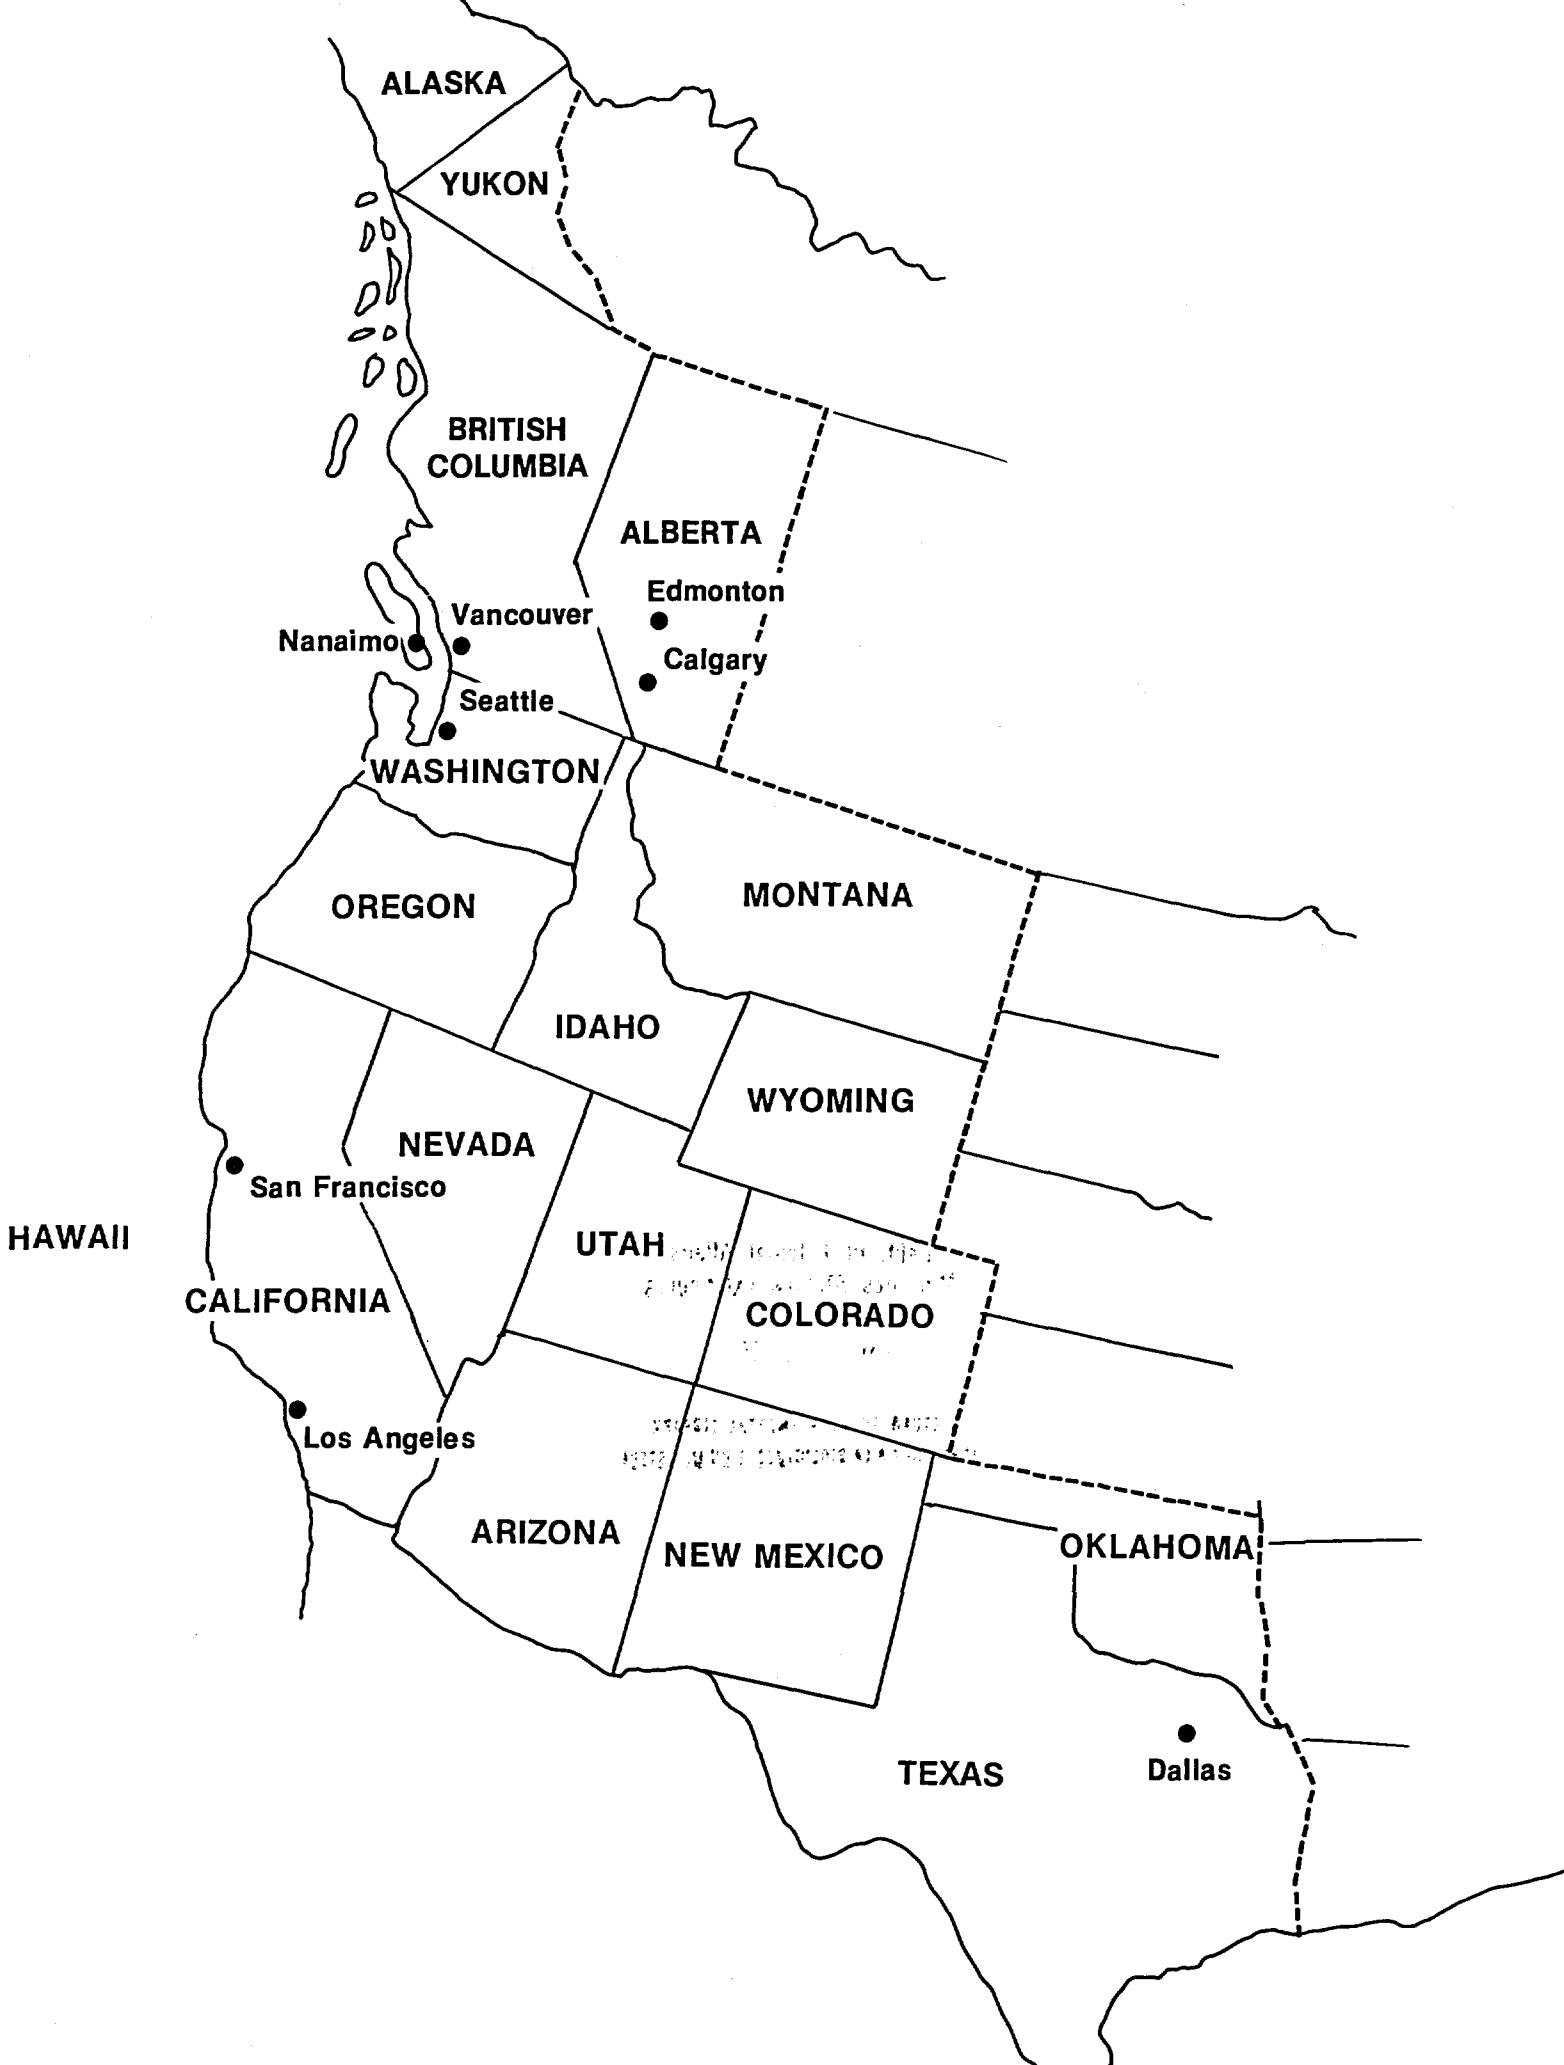 ALASKA
YUKON
BRITISH
COLUMBIA
ALBERTA
Edmonton
Vancouver
Nanaimo
Calgary
Seattle
WASHINGTON
MONTANA
OREGON
IDAHO
WYOMING
NEVADA
San Francisco
HAWAII
UTAH
CALIFORNIA
COLORADO
Los Angeles
ARIZONA
OKLAHOMA
NEW MEXICO
TEXAS
Dallas